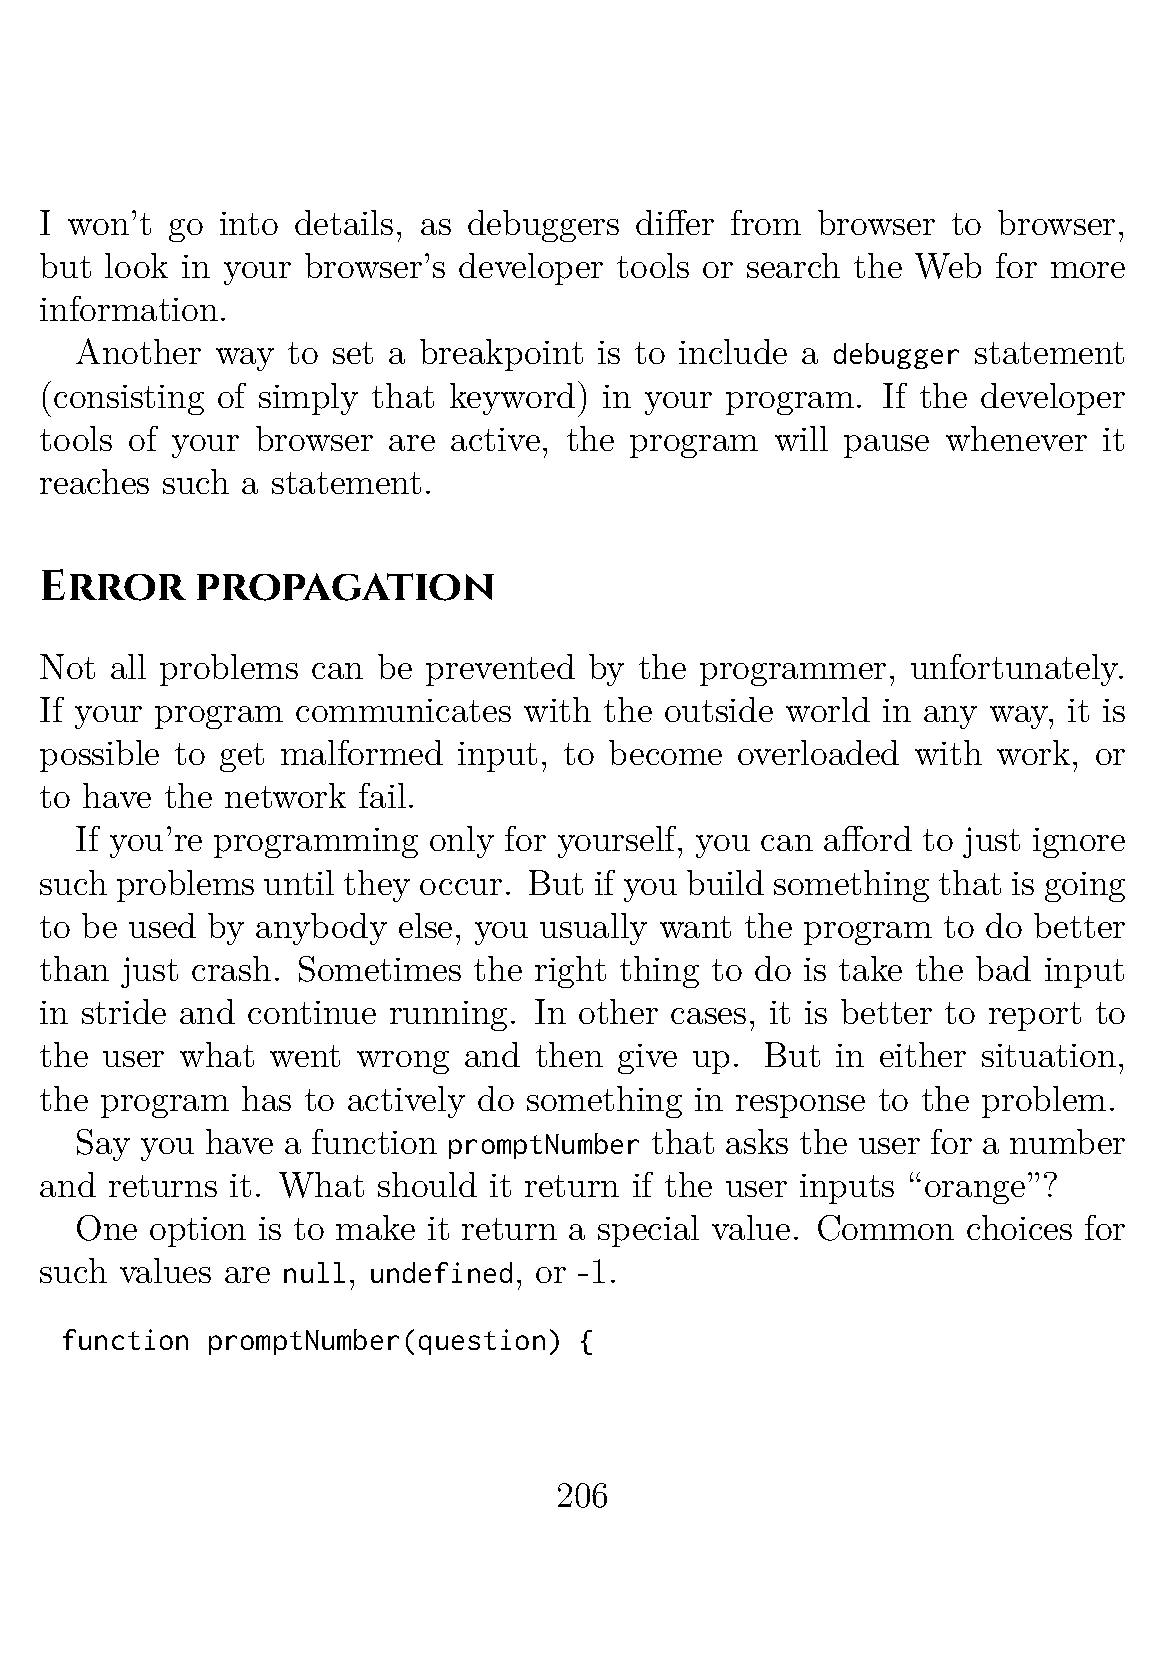 I won’t go into details, as debuggers differ from browser to browser,
but look in your browser’s developer tools or search the Web for more
information.
Another way to set a breakpoint is to include a debugger statement
(consisting of simply that keyword) in your program. If the developer
tools of your browser are active, the program will pause whenever it
reaches such a statement.
Error propagation
Not all problems can be prevented by the programmer, unfortunately.
If your program communicates with the outside world in any way, it is
possible to get malformed input, to become overloaded with work, or
to have the network fail.
If you’re programming only for yourself, you can afford to just ignore
such problems until they occur. But if you build something that is going
to be used by anybody else, you usually want the program to do better
than just crash. Sometimes the right thing to do is take the bad input
in stride and continue running. In other cases, it is better to report to
the user what went wrong and then give up. But in either situation,
the program has to actively do something in response to the problem.
Say you have a function promptNumber that asks the user for a number
and returns it. What should it return if the user inputs “orange”?
One option is to make it return a special value. Common choices for
such values are null, undefined, or -1.
function promptNumber(question) {
206